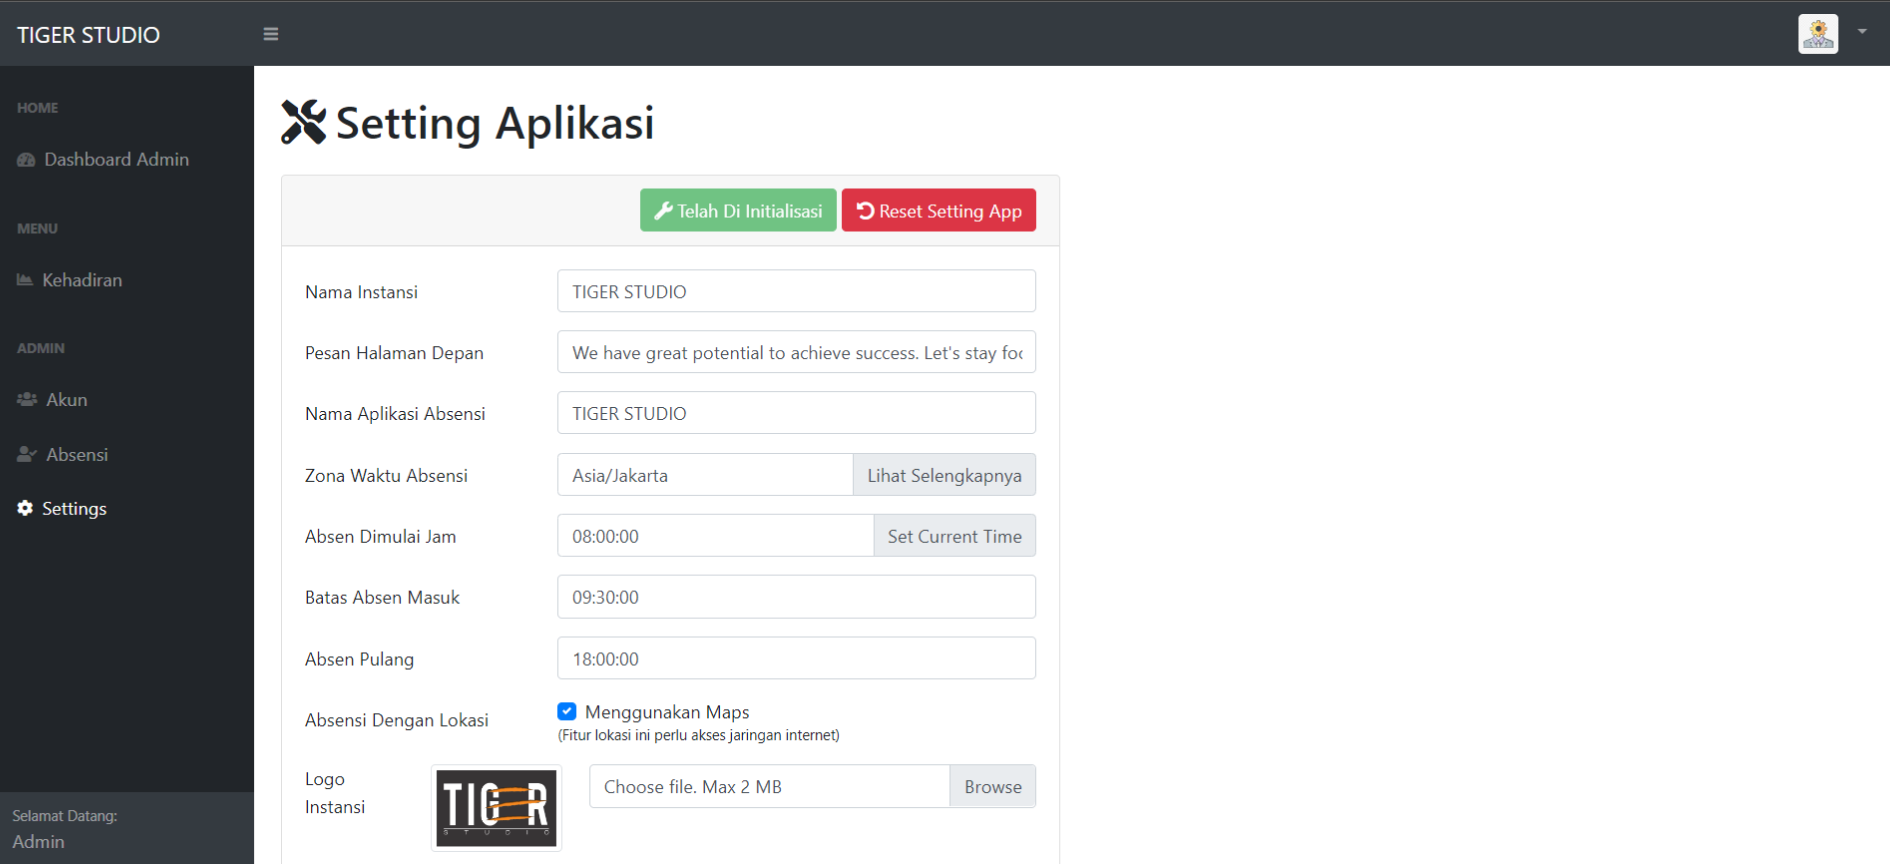 TIGER STUDIO
HOME
Dashboard Admin
MENU
Kehadiran
ADMIN
Akun
Absensi
Settings
Selamat Datang:
Admin
Setting Aplikasi
Telah Di Initialisasi
Reset Setting App
Nama Instansi
TIGER STUDIO
Pesan Halaman Depan
We have great potential to achieve success. Let's stay foc
Nama Aplikasi Absensi
TIGER STUDIO
Zona Waktu Absensi
Asia/Jakarta
Lihat Selengkapnya
Absen Dimulai Jam
08:00:00
Set Current Time
Batas Absen Masuk
09:30:00
Absen Pulang
18:00:00
Absensi Dengan Lokasi
Menggunakan Maps
(Fitur lokasi ini perlu akses jaringan internet)
Logo
Instansi
TIGER
STUDIO
Choose file. Max 2 MB
Browse